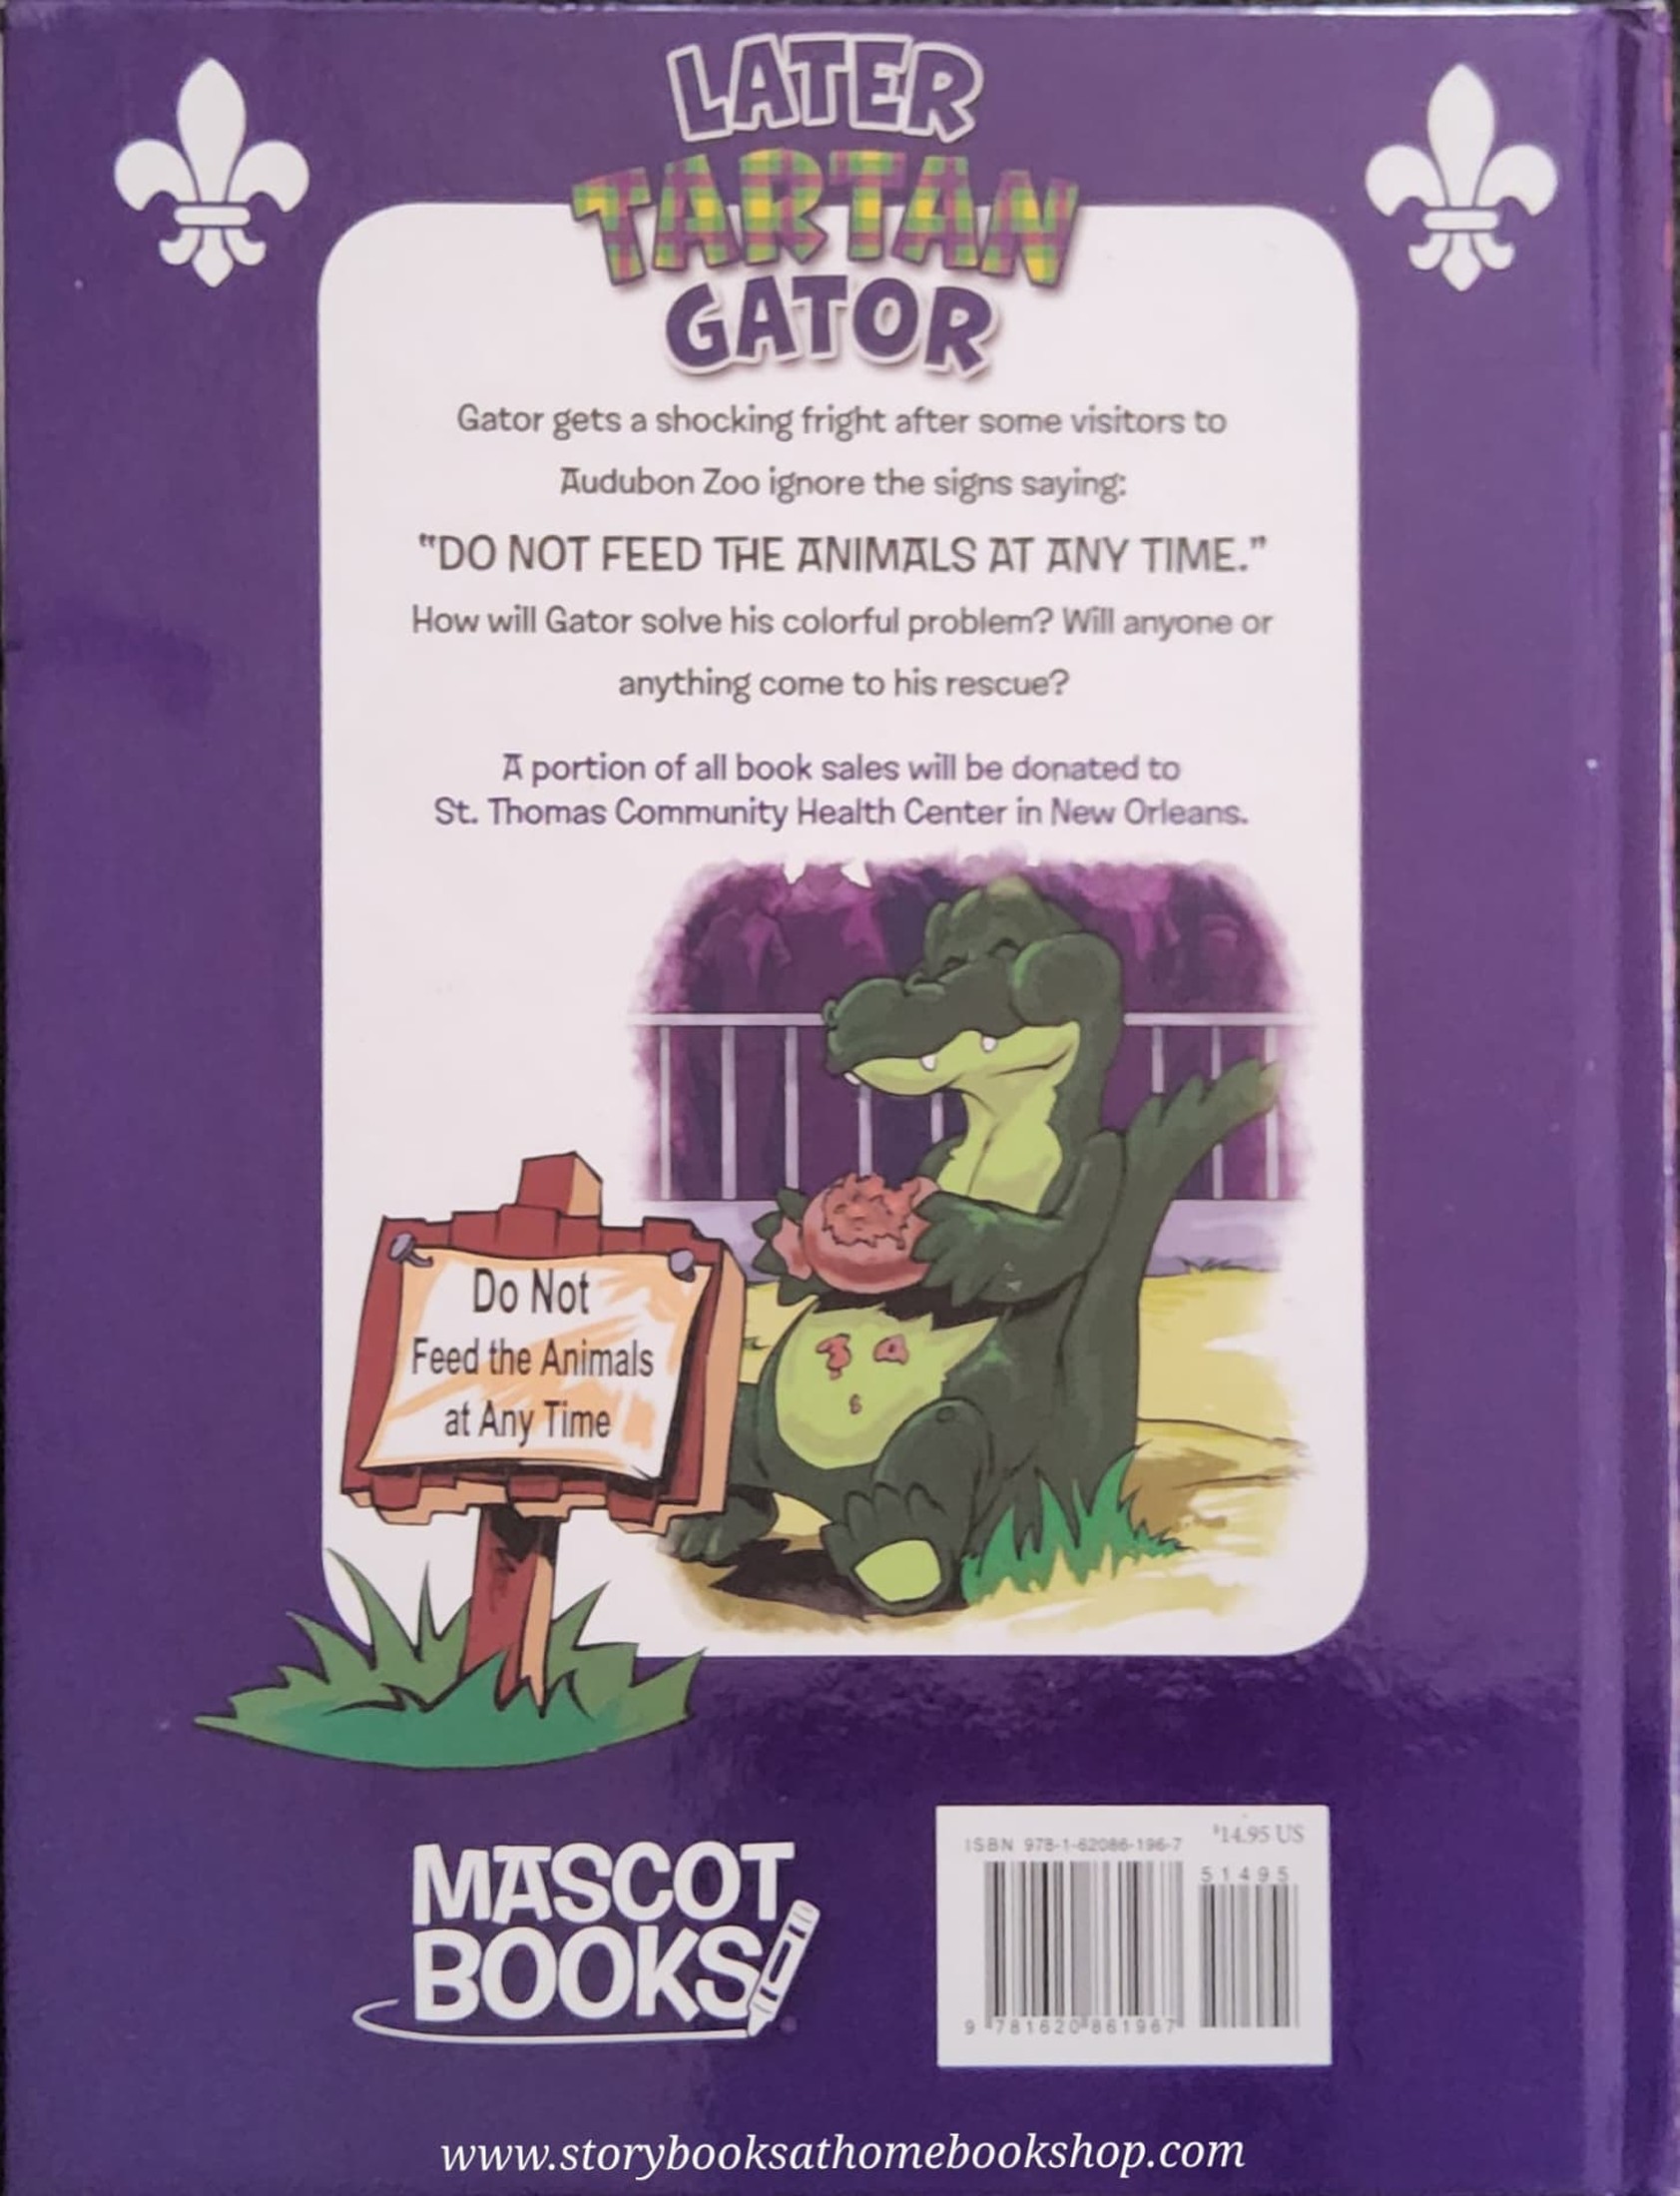 LATER
TARTAN
GATOR
Gator gets a shocking fright after some visitors to
Audubon Zoo ignore the signs saying:
"DO NOT FEED THE ANIMALS AT ANY TIME."
How will Gator solve his colorful problem? Will anyone or
anything come to his rescue?
A portion of all book sales will be donated to
St. Thomas Community Health Center in New Orleans.
Do Not
Feed the Animals
at Any Time
MASCOT
BOOKS
ISBN 978-1-62086-196-7 $14.95 US
51495
9 781620 861967
www.storybooksathomebookshop.com